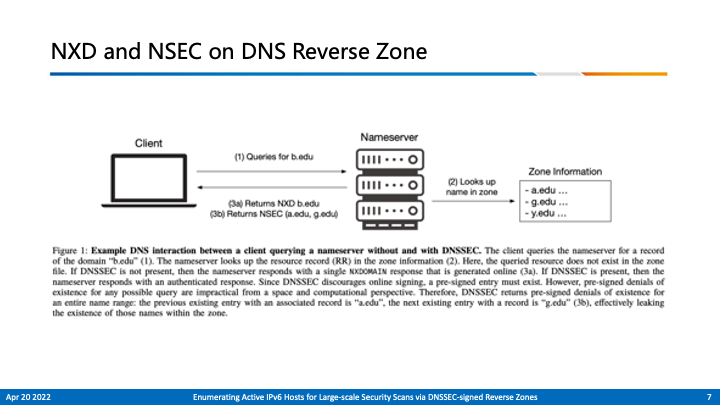 NXD and NSEC on DNS Reverse Zone
Client
Nameserver
(1) Queries for b.edu
(3a) Returns NXD b.edu
(3b) Returns NSEC (a.edu, g.edu)
(2) Looks up
name in zone
Zone Information
- a.edu ...
- g.edu ...
- y.edu ...
Figure 1: Example DNS interaction between a client querying a nameserver without and with DNSSEC. The client queries the nameserver for a record
of the domain “b.edu” (1). The nameserver looks up the resource record (RR) in the zone information (2). Here, the queried resource does not exist in the zone
file. If DNSSEC is not present, then the nameserver responds with a single NXDOMAIN response that is generated online (3a). If DNSSEC is present, then the
nameserver responds with an authenticated response. Since DNSSEC discourages online signing, a pre-signed entry must exist. However, pre-signed denials of
existence for any possible query are impractical from a space and computational perspective. Therefore, DNSSEC returns pre-signed denials of existence for
an entire name range: the previous existing entry with an associated record is “a.edu”, the next existing entry with a record is “g.edu” (3b), effectively leaking
the existence of those names within the zone.
Apr 20 2022
Enumerating Active IPv6 Hosts for Large-scale Security Scans via DNSSEC-signed Reverse Zones
7